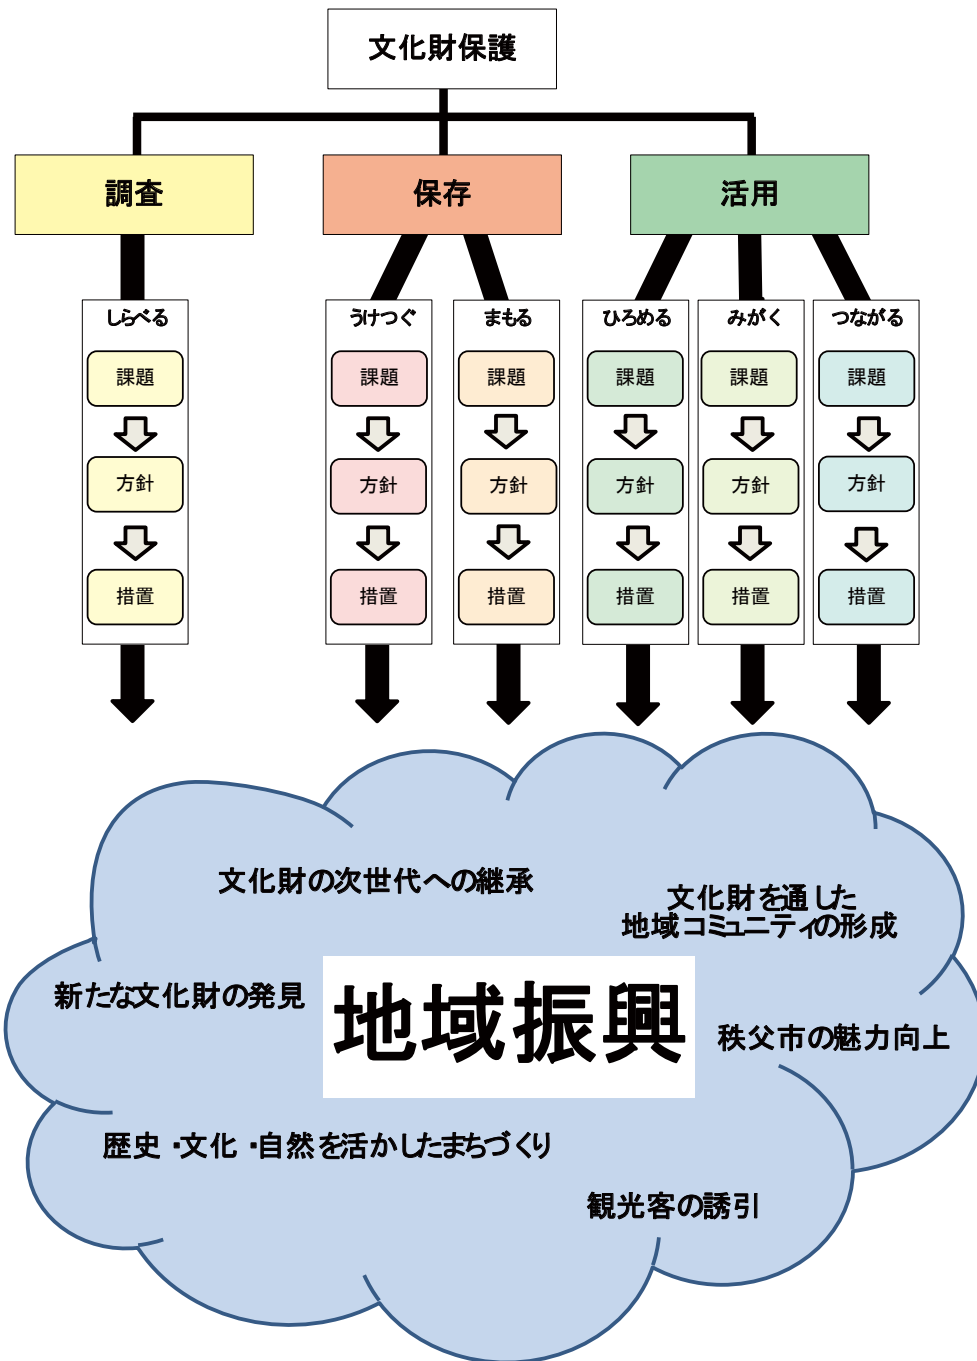 文化財保護
調査
保存
活用
しらべる
課題
方針
措置
うけつぐ
課題
方針
措置
まもる
課題
方針
措置
ひろめる
課題
方針
措置
みがく
課題
方針
措置
つながる
課題
方針
措置
文化財の次世代への継承
文化財を通した
地域コミュニティの形成
新たな文化財の発見
地域振興
秩父市の魅力向上
歴史・文化・自然を活かしたまちづくり
観光客の誘引